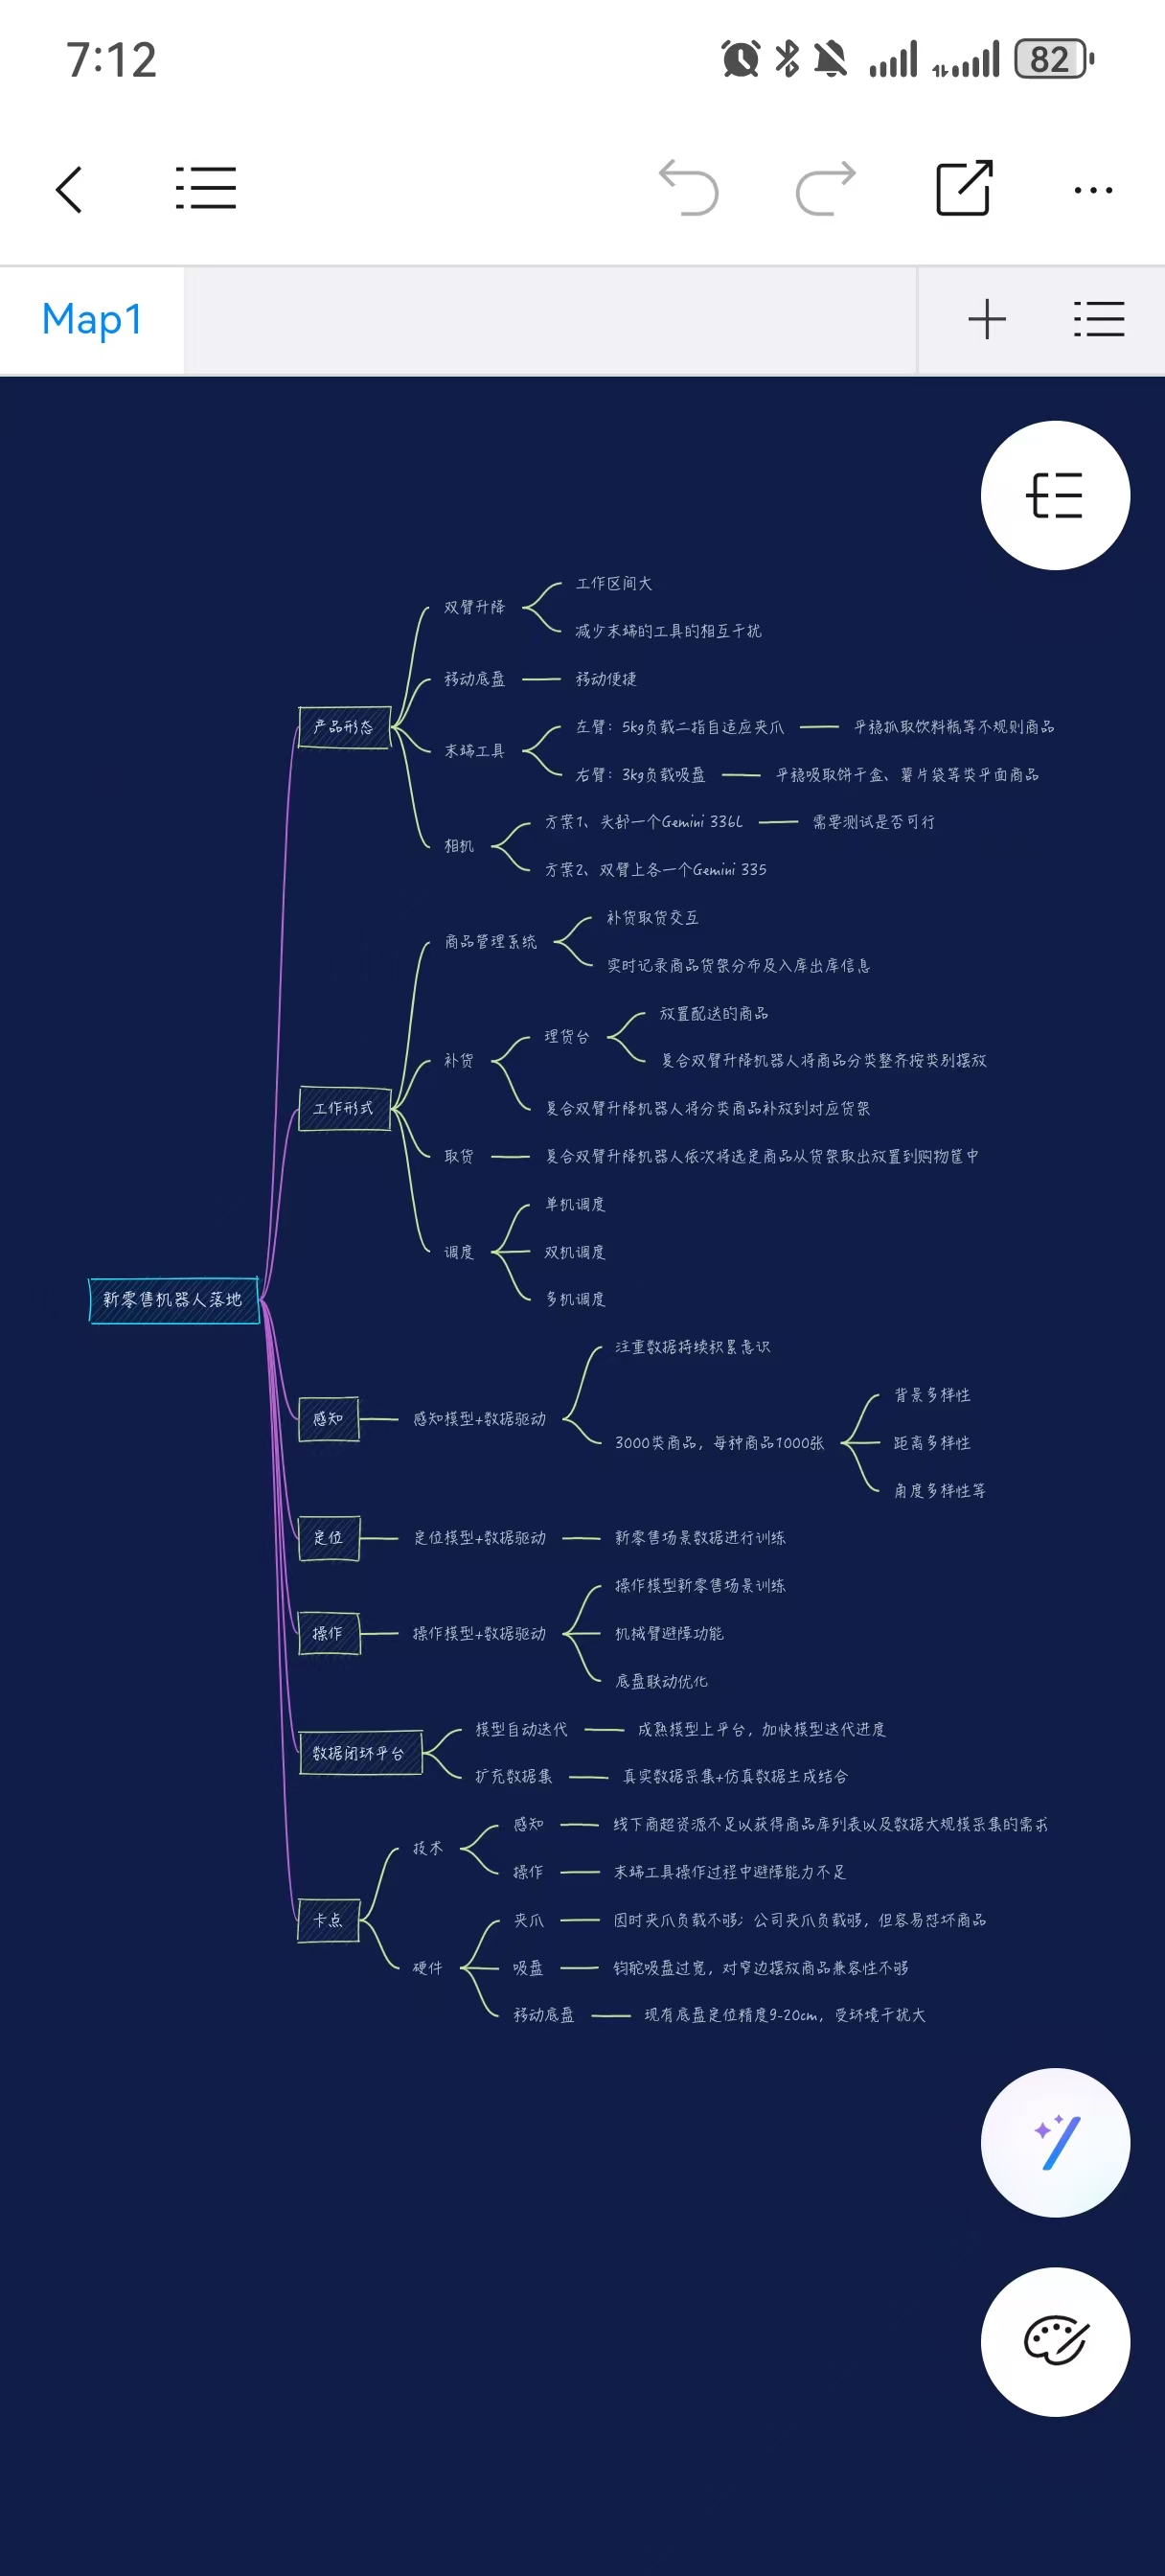 7:12
82
Map1
工作区间大
双臂升降
减少末端的工具的相互干扰
移动底盘
移动便捷
产品形态
左臂：5kg负载二指自适应夹爪
平稳抓取饮料瓶等不规则商品
末端工具
右臂：3kg负载吸盘
平稳吸取饼干盒、薯片袋等类平面商品
方案1、头部一个Gemini 336L
需要测试是否可行
相机
方案2、双臂上各一个Gemini 335
补货取货交互
商品管理系统
实时记录商品货架分布及入库出库信息
放置配送的商品
理货台
补货
复合双臂升降机器人将商品分类整齐按类别摆放
工作形式
复合双臂升降机器人将分类商品补放到对应货架
取货
复合双臂升降机器人依次将选定商品从货架取出放置到购物筐中
单机调度
调度
双机调度
新零售机器人落地
多机调度
注重数据持续积累意识
背景多样性
感知
感知模型+数据驱动
3000类商品，每种商品1000张
距离多样性
角度多样性等
定位
定位模型+数据驱动
新零售场景数据进行训练
操作模型新零售场景训练
操作
操作模型+数据驱动
机械臂避障功能
底盘联动优化
模型自动迭代
成熟模型上平台，加快模型迭代进度
数据闭环平台
扩充数据集
真实数据采集+仿真数据生成结合
感知
线下商超资源不足以获得商品库列表以及数据大规模采集的需求
技术
操作
末端工具操作过程中避障能力不足
卡点
夹爪
因时夹爪负载不够；公司夹爪负载够，但容易怼坏商品
硬件
吸盘
钧舵吸盘过宽，对窄边摆放商品兼容性不够
移动底盘
现有底盘定位精度9-20cm，受环境干扰大